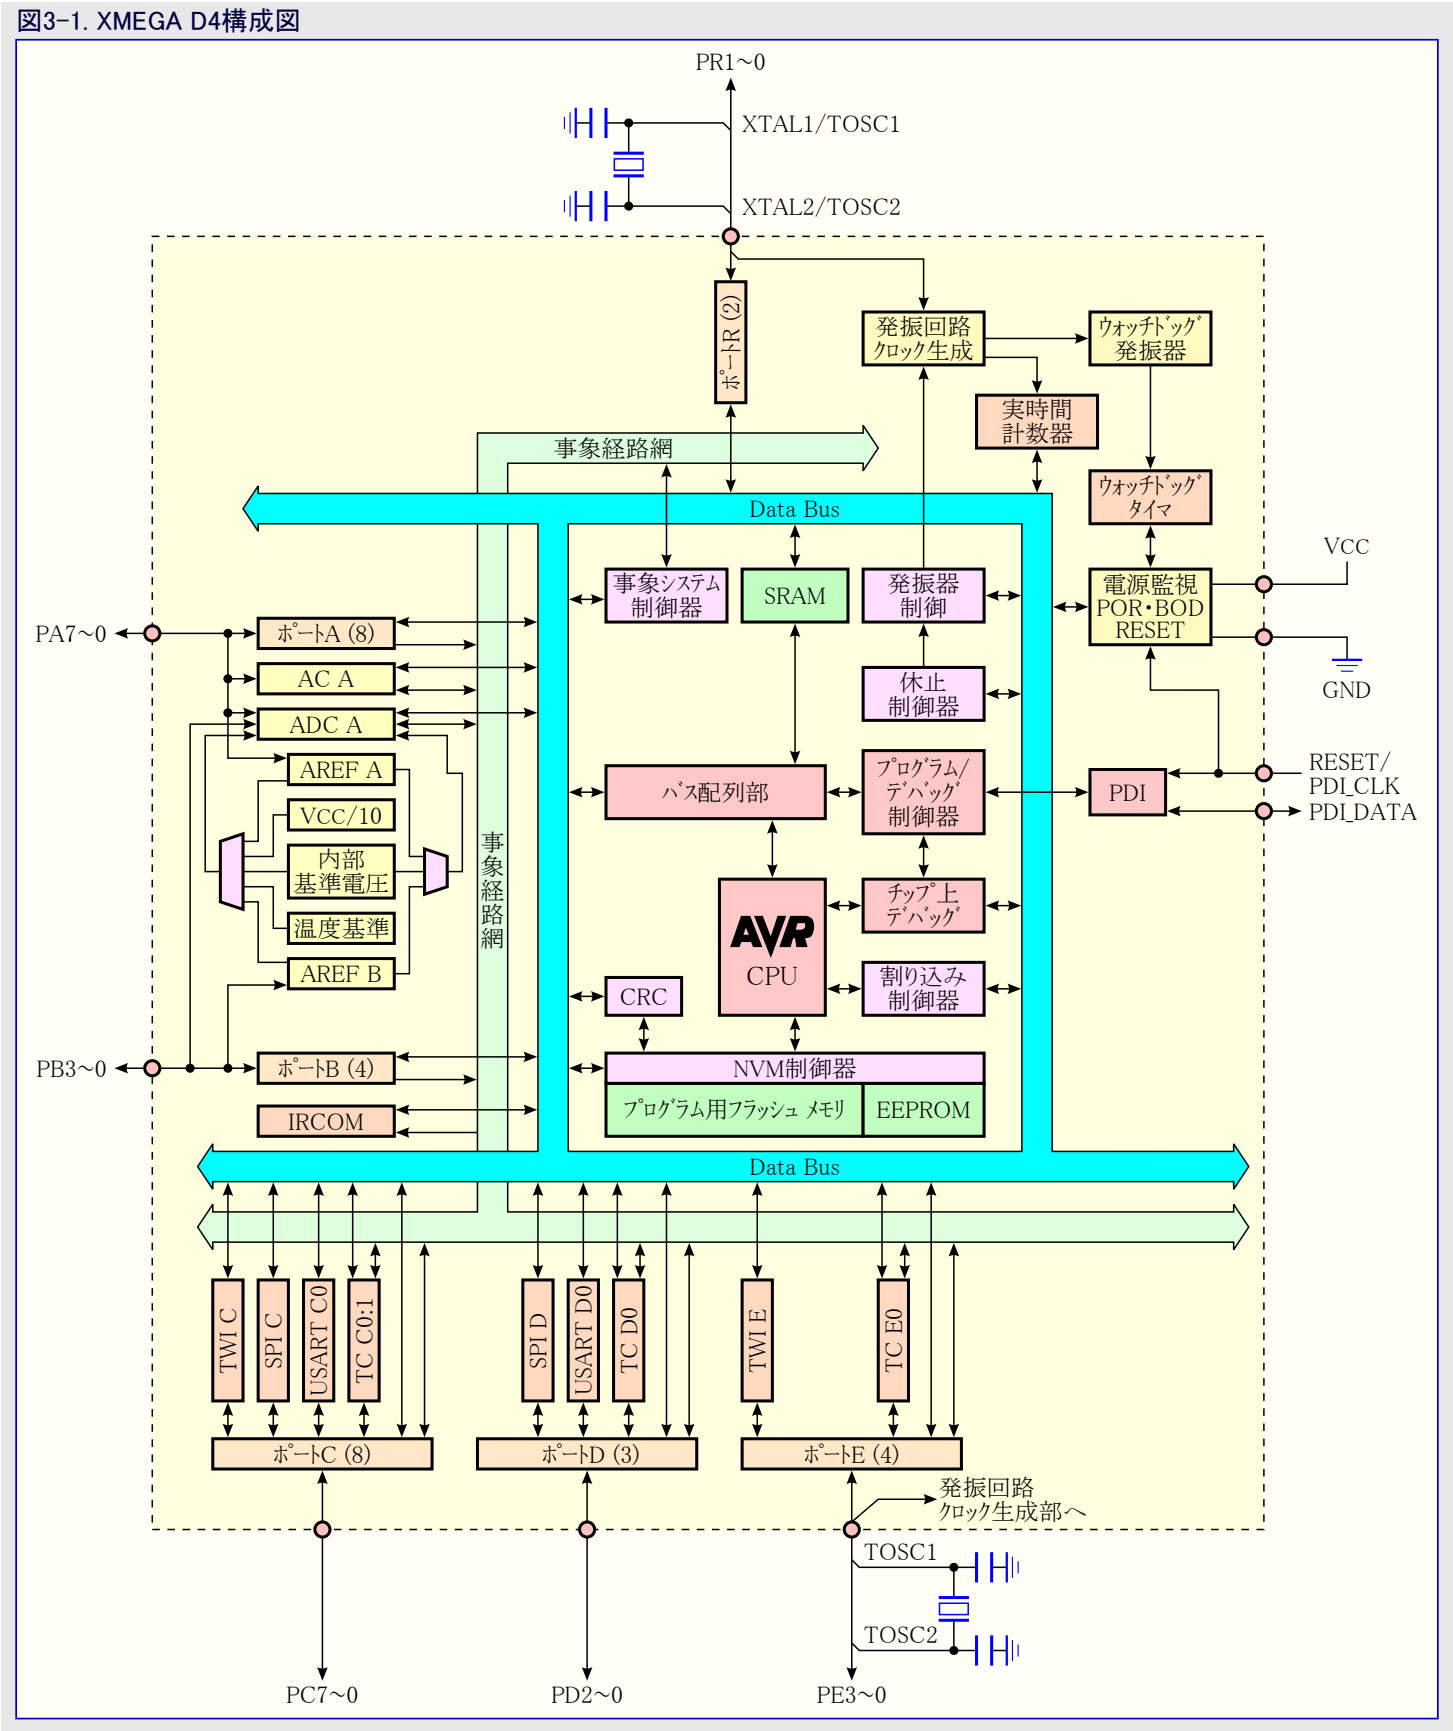 図3-1. XMEGA D4構成図
PR1～0
XTAL1/TOSC1
XTAL2/TOSC2
ポートR (2)
発振回路
クロック生成
ウォッチドッグ
発振器
実時間
計数器
事象経路網
ウォッチドッグ
タイマ
Data Bus
VCC
事象システム
制御器
SRAM
発振器
制御
電源監視
POR・BOD
RESET
PA7～0
ポートA (8)
AC A
休止
制御器
GND
ADC A
AREF A
VCC/10
内部
基準電圧
温度基準
AREF B
事象経路網
バス配列部
プログラム/
デバッグ
制御器
PDI
RESET/
PDI_CLK
PDI_DATA
AVR
CPU
チップ上
デバッグ
割り込み
制御器
CRC
PB3～0
ポートB (4)
NVM制御器
IRCOM
プログラム用フラッシュ メモリ
EEPROM
Data Bus
TWI C
SPI C
USART C0
TC C0:1
SPI D
USART D0
TC D0
TWI E
TC E0
ポートC (8)
ポートD (3)
ポートE (4)
発振回路
クロック生成部へ
TOSC1
TOSC2
PC7～0
PD2～0
PE3～0